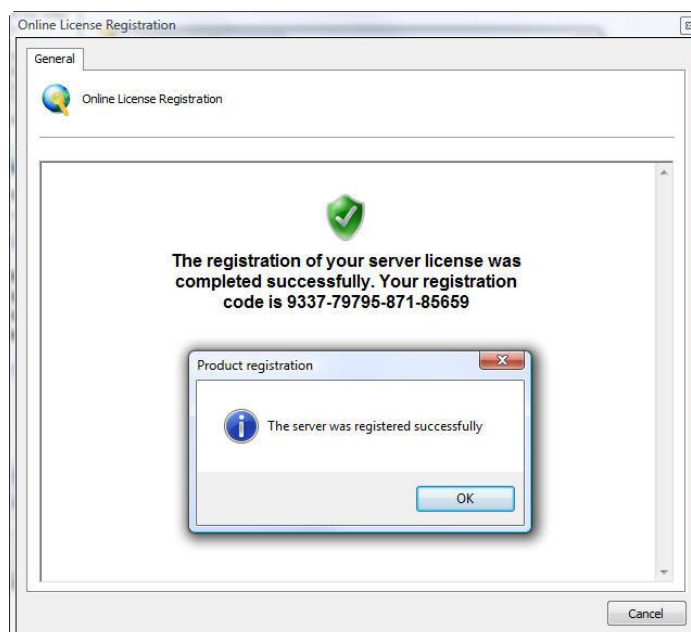 Online License Registration
General
Online License Registration
The registration of your server license was
completed successfully. Your registration
code is 9337-79795-871-85659
Product registration
The server was registered successfully
OK
Cancel